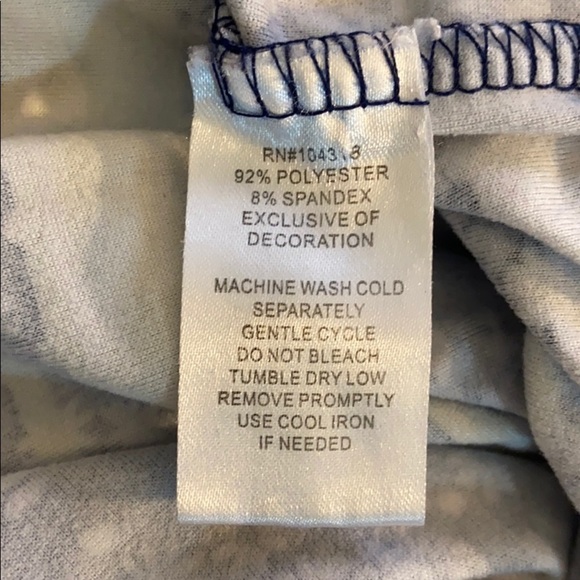 92% POLYESTER
8% SPANDEX
EXCLUSIVE OF
DECORATION
MACHINE WASH COLD
SEPARATELY
GENTLE CYCLE
DO NOT BLEACH
TUMBLE DRY LOW
REMOVE PROMPTLY
USE COOL IRON
IF NEEDED